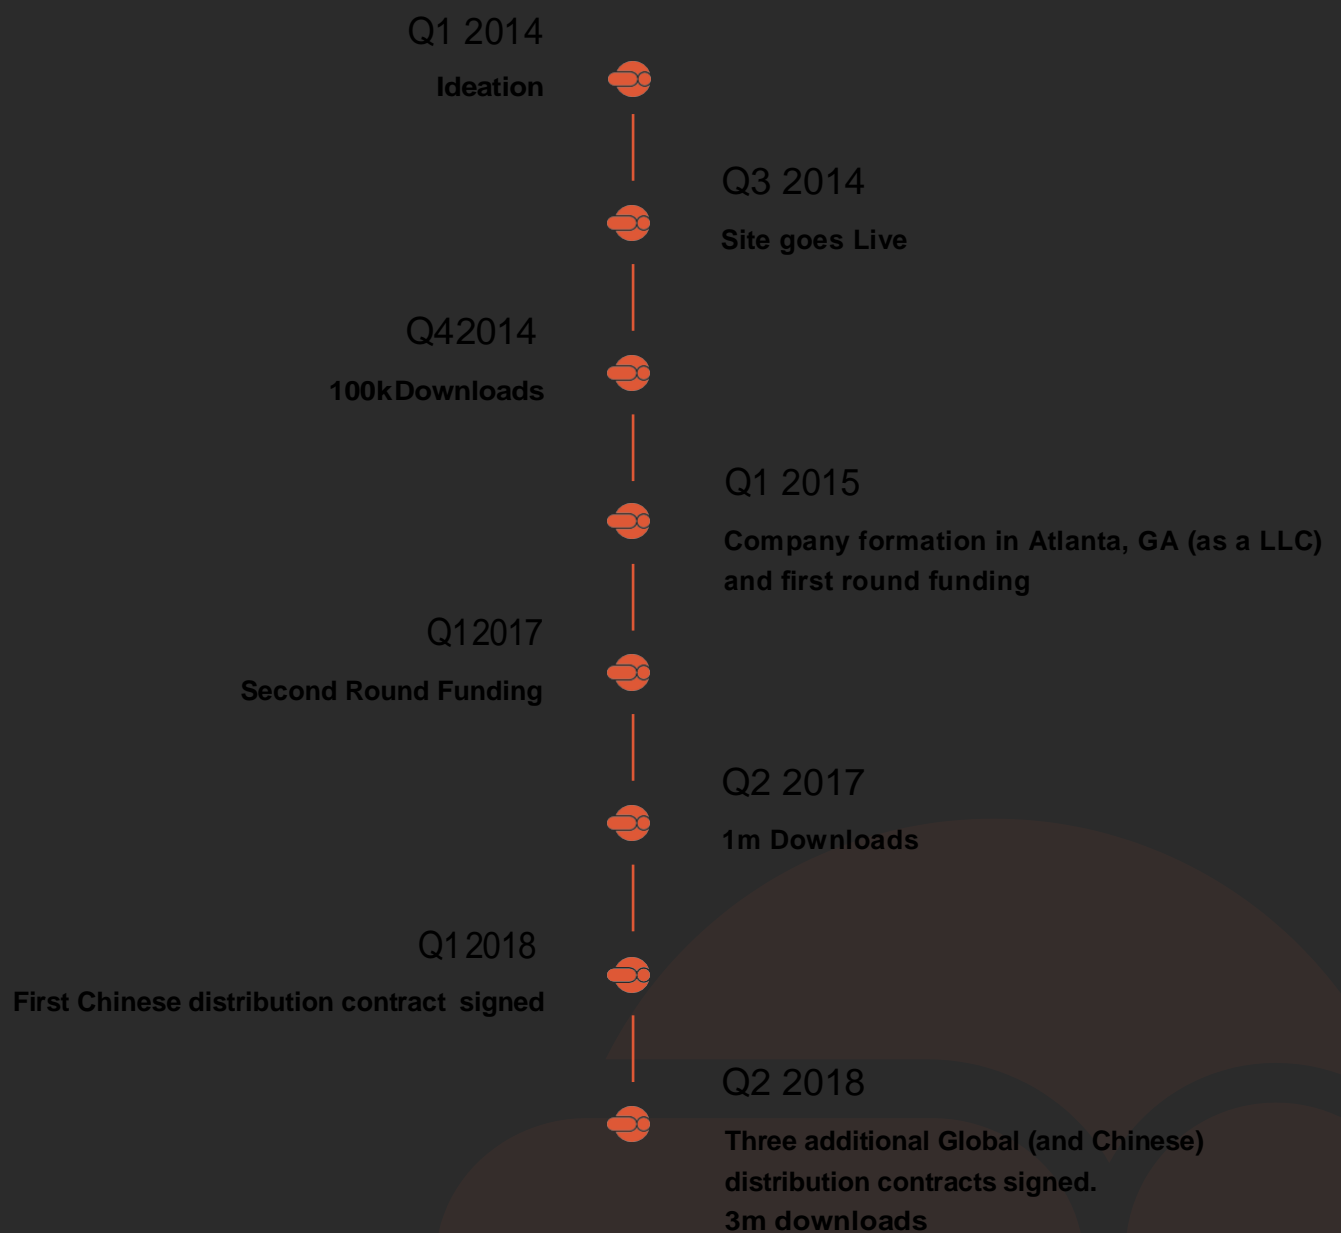 Q1 2014
Ideation
Q3 2014
Site goes Live
Q42014
100kDownloads
Q1 2015
Company formation in Atlanta, GA (as a LLC)
and first round funding
Q12017
Second Round Funding
Q2 2017
1m Downloads
Q12018
First Chinese distribution contract signed
Q2 2018
Three additional Global (and Chinese)
distribution contracts signed.
3m downloads